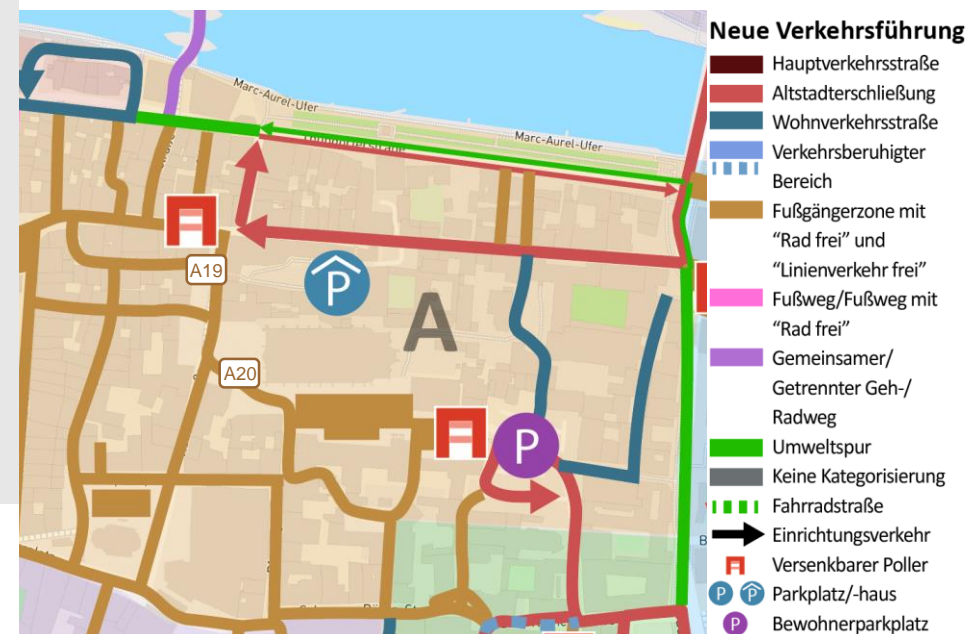 Marc-Aurel-Ufer
Marc-Aurel-Ufer
A19
P
A
A20
P
Neue Verkehrsführung
Hauptverkehrsstraße
Altstadterschließung
Wohnverkehrsstraße
Verkehrsberuhigter
Bereich
Fußgängerzone mit
“Rad frei” und
“Linienverkehr frei”
Fußweg/Fußweg mit
“Rad frei”
Gemeinsamer/
Getrennter Geh-/
Radweg
Umweltspur
Keine Kategorisierung
Fahrradstraße
Einrichtungsverkehr
Versenkbarer Poller
P P Parkplatz/-haus
P Bewohnerparkplatz